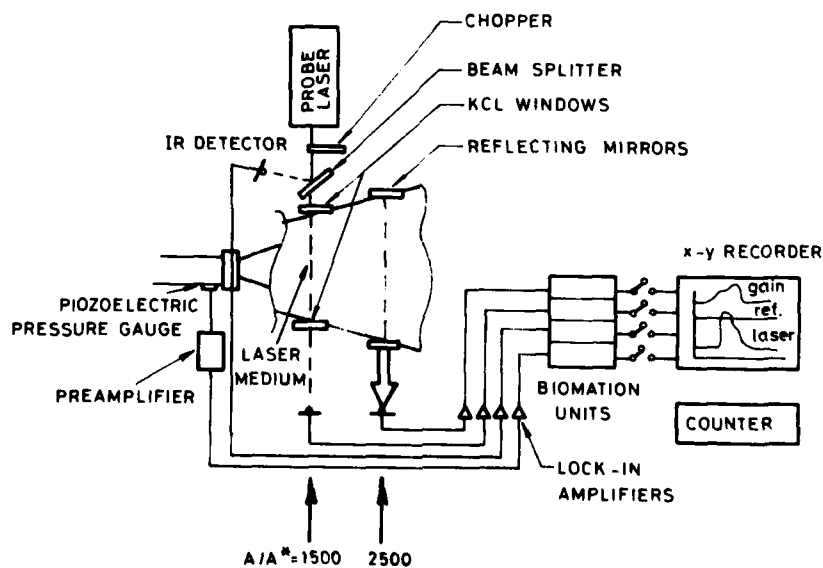 CHOPPER
BEAM SPLITTER
KCL WINDOWS
REFLECTING MIRRORS
PROBE
LASER
IR DETECTOR
x-y RECORDER
gain
ref.
laser
PIOZOELECTRIC
PRESSURE GAUGE
LASER
MEDIUM
PREAMPLIFIER
BIOMATION
UNITS
COUNTER
LOCK-IN
AMPLIFIERS
A/A*=1500 2500